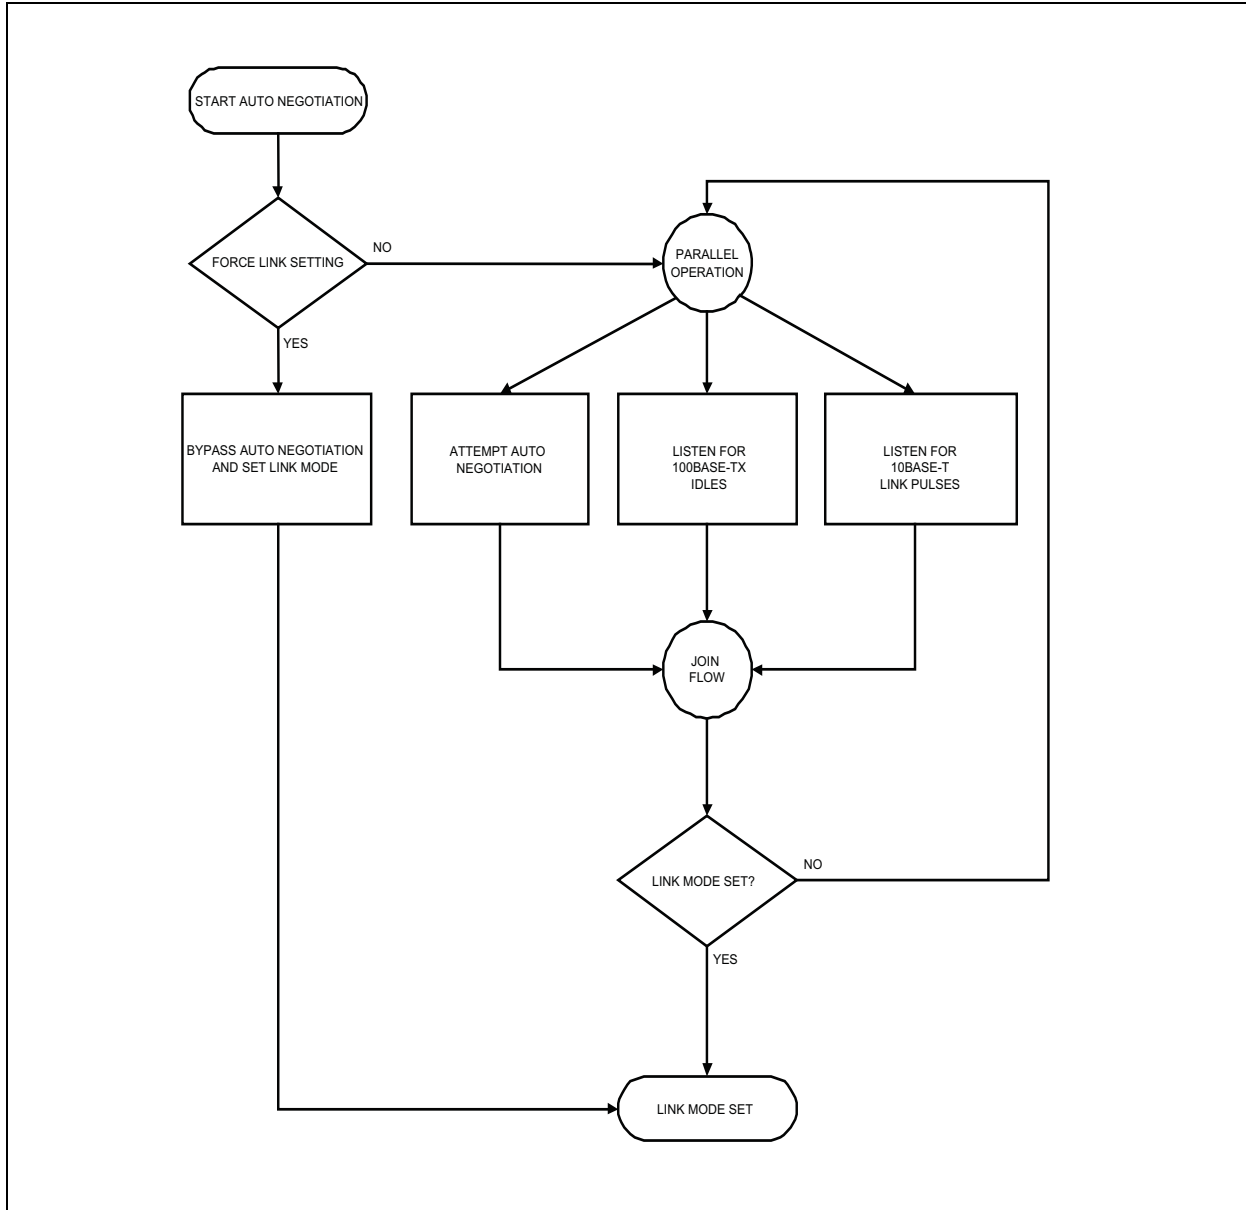 START AUTO NEGOTIATION
FORCE LINK SETTING
NO
PARALLEL
OPERATION
YES
BYPASS AUTO NEGOTIATION
AND SET LINK MODE
ATTEMPT AUTO
NEGOTIATION
LISTEN FOR
100BASE-TX
IDLES
LISTEN FOR
10BASE-T
LINK PULSES
JOIN
FLOW
LINK MODE SET?
NO
YES
LINK MODE SET